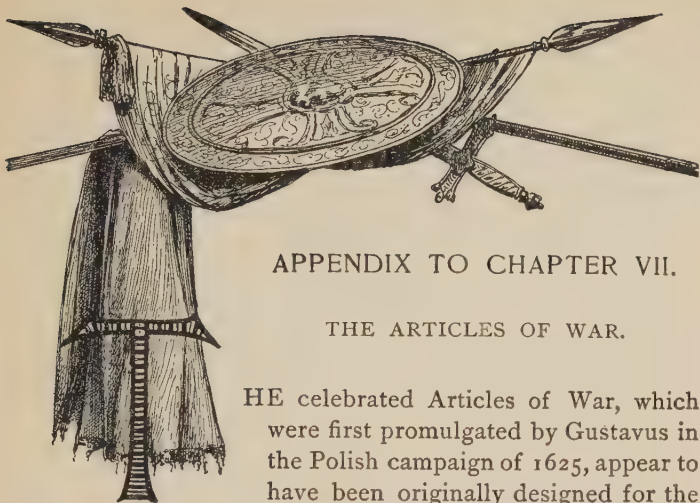 APPENDIX TO CHAPTER VII.
THE ARTICLES OF WAR.
THE celebrated Articles of War, which
were first promulgated by Gustavus in
the Polish campaign of 1625, appear to
have been originally designed for the